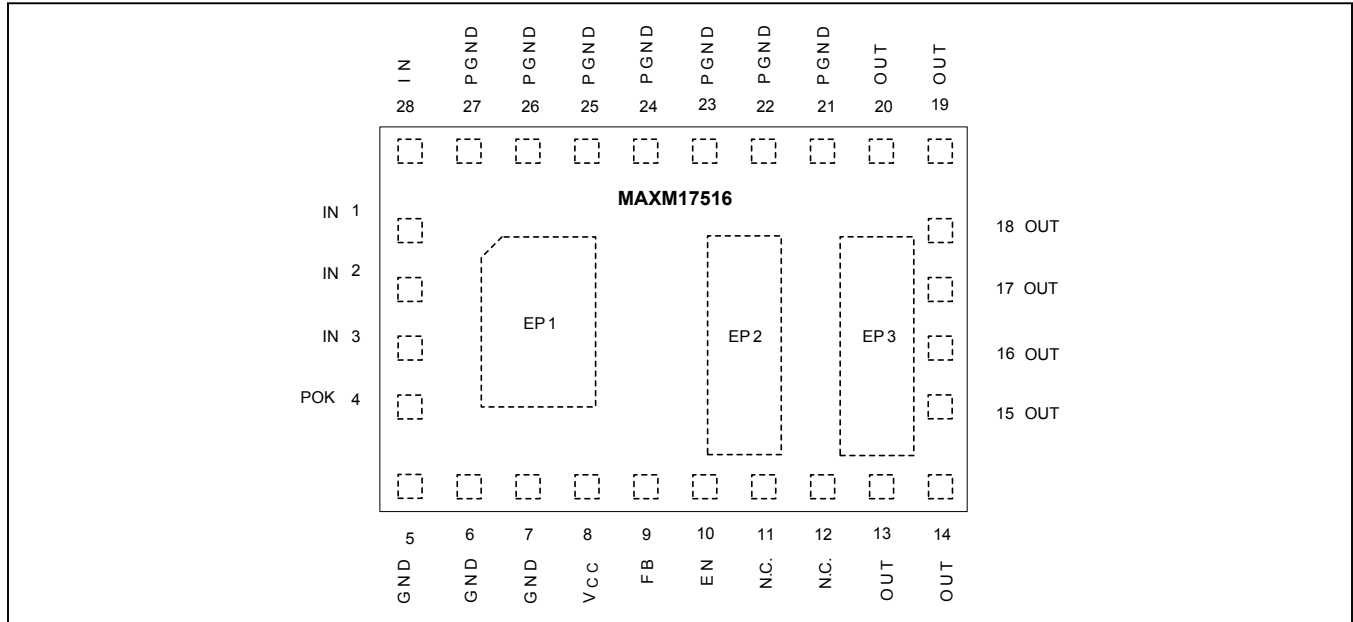 IN PGND PGND PGND PGND PGND PGND PGND OUT OUT
28 27 26 25 24 23 22 21 20 19
MAXM17516
IN 1
18 OUT
IN 2
17 OUT
EP1 EP2 EP3
IN 3
16 OUT
POK 4
15 OUT
5 6 7 8 9 10 11 12 13 14
GND GND GND VCC FB EN N.C. N.C. OUT OUT